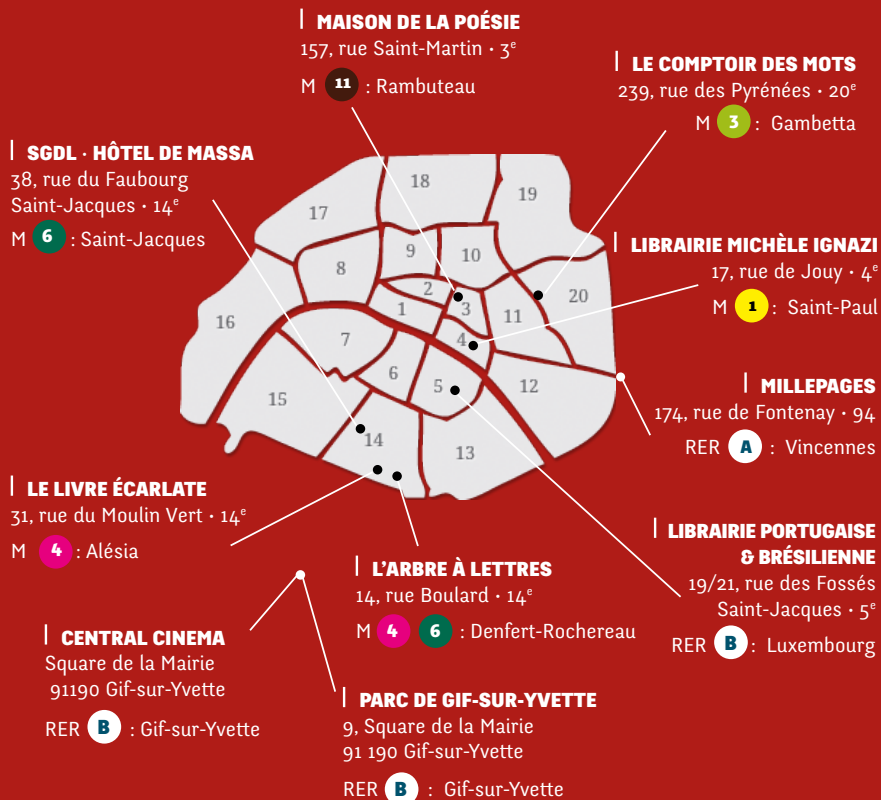 | MAISON DE LA POÉSIE
157, rue Saint-Martin · 3e
M 11 : Rambuteau
| LE COMPTOIR DES MOTS
239, rue des Pyrénées · 20e
M 3 : Gambetta
| SGDL · HÔTEL DE MASSA
38, rue du Faubourg
Saint-Jacques · 14e
M 6 : Saint-Jacques
| LIBRAIRIE MICHÈLE IGNAZI
17, rue de Jouy · 4e
M 1 : Saint-Paul
18
19
17
9
10
8
2
20
1
3
11
16
7
4
6
5
12
15
14
13
| MILLEPAGES
174, rue de Fontenay · 94
RER A : Vincennes
| LE LIVRE ÉCARLATE
31, rue du Moulin Vert · 14e
M 4 : Alésia
| LIBRAIRIE PORTUGAISE
& BRÉSILIENNE
19/21, rue des Fossés
Saint-Jacques · 5e
RER B : Luxembourg
| L'ARBRE À LETTRES
14, rue Boulard · 14e
M 4 6 : Denfert-Rochereau
| CENTRAL CINEMA
Square de la Mairie
91190 Gif-sur-Yvette
RER B : Gif-sur-Yvette
| PARC DE GIF-SUR-YVETTE
9, Square de la Mairie
91 190 Gif-sur-Yvette
RER B : Gif-sur-Yvette